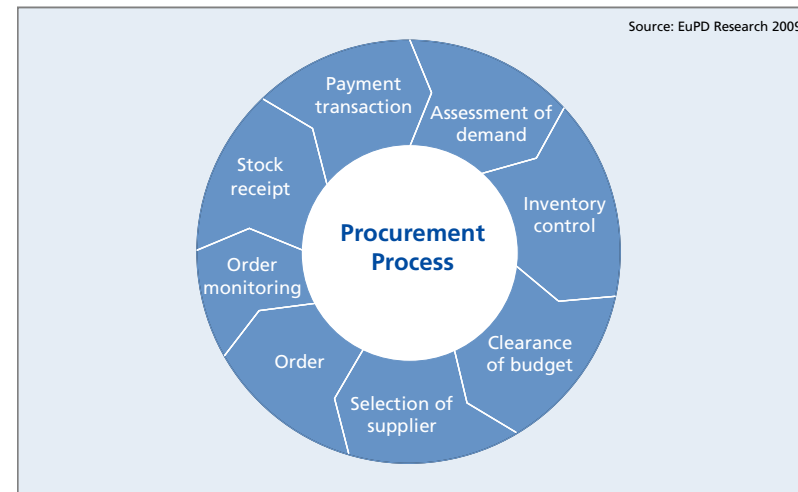 Source: EuPD Research 2009
Payment
transaction
Assessment of
demand
Inventory
control
Clearance
of budget
Selection of
supplier
Order
Order
monitoring
Stock
receipt
Procurement
Process